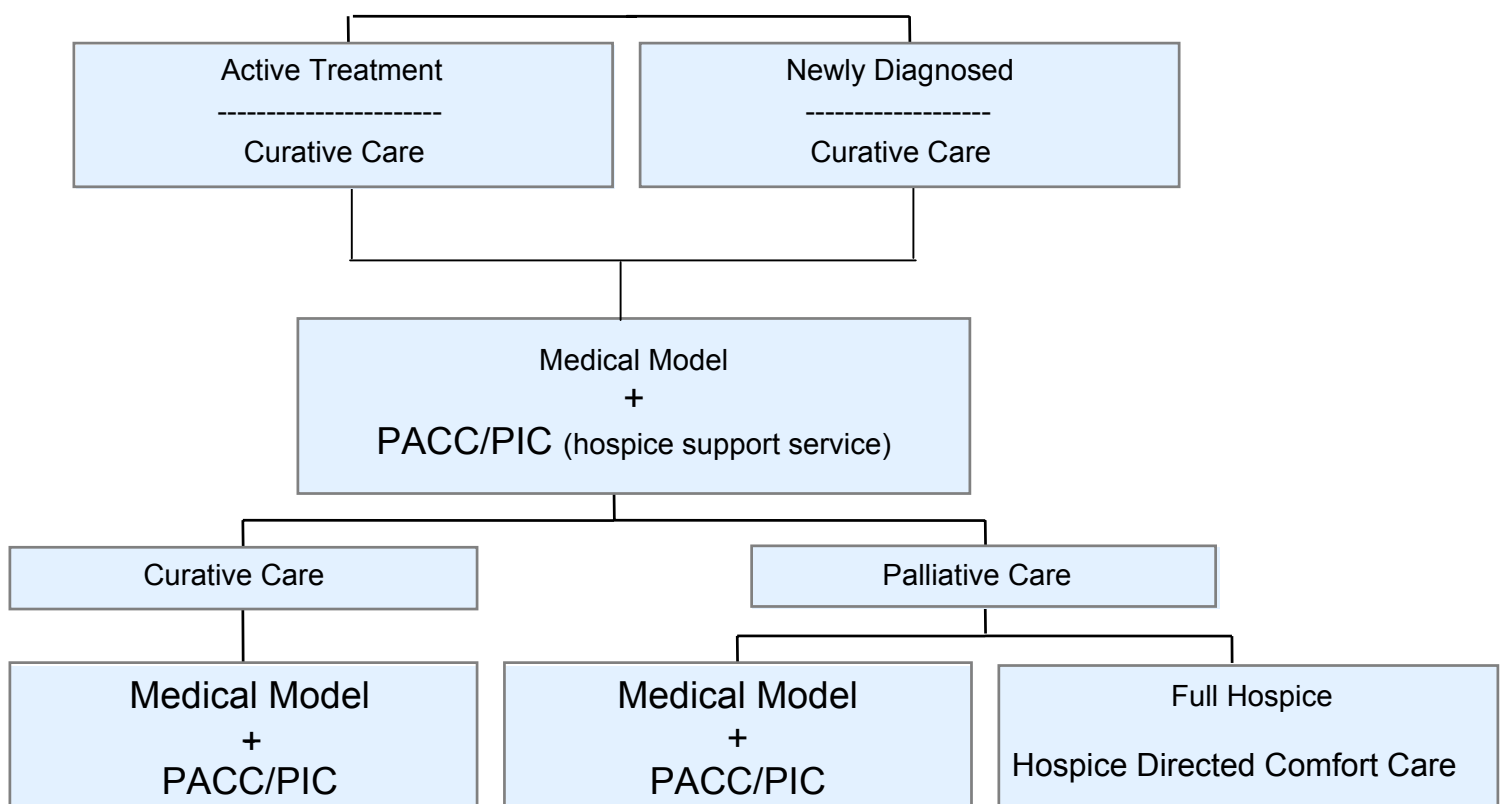 Active Treatment
-----------------------
Curative Care
Newly Diagnosed
-------------------
Curative Care
Medical Model
+
PACC/PIC (hospice support service)
Curative Care
Palliative Care
Medical Model
+
PACC/PIC
Medical Model
+
PACC/PIC
Full Hospice
Hospice Directed Comfort Care